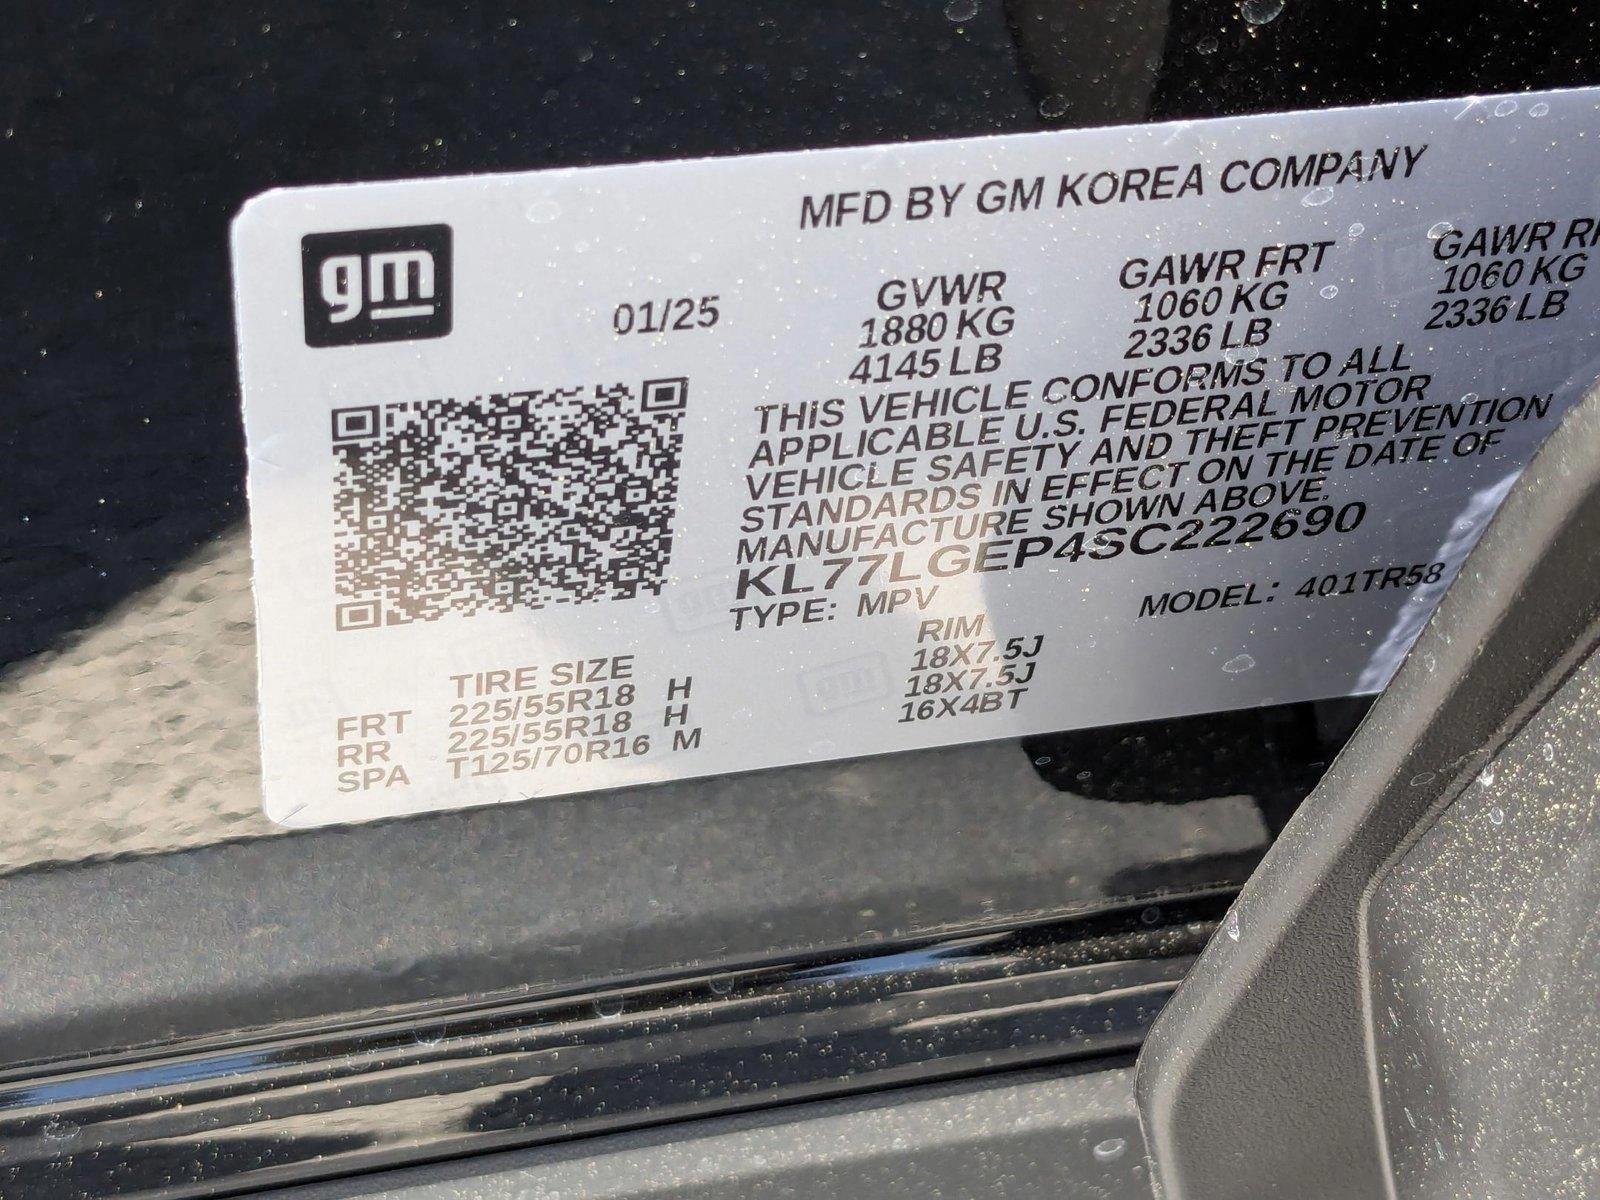 MFD BY GM KOREA COMPANY
gm
01/25
GVWR GAWR FRT GAWR
1880 KG 1060 KG 1060 KG
4145 LB 2336 LB 2336 LB
THIS VEHICLE CONFORMS TO ALL
APPLICABLE U.S. FEDERAL MOTOR
VEHICLE SAFETY AND THEFT PREVENTION
STANDARDS IN EFFECT ON THE DATE OF
MANUFACTURE SHOWN ABOVE.
KL77LGEP4SC222690
TYPE: MPV MODEL: 401TR58
TIRE SIZE RIM
FRT 225/55R18 H 18X7.5J
RR 225/55R18 H 18X7.5J
SPA T125/70R16 M 16X4BT